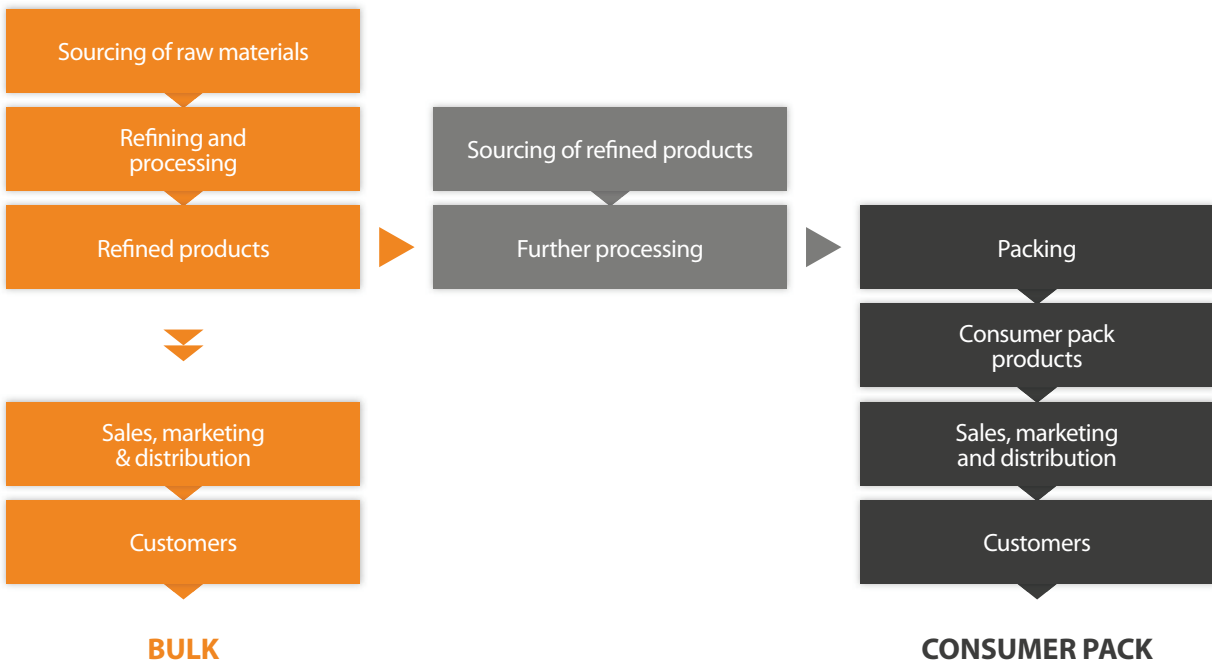 Sourcing of raw materials
Refining and
processing
Refined products
Sales, marketing
& distribution
Customers
BULK
Sourcing of refined products
Further processing
Packing
Consumer pack
products
Sales, marketing
and distribution
Customers
CONSUMER PACK